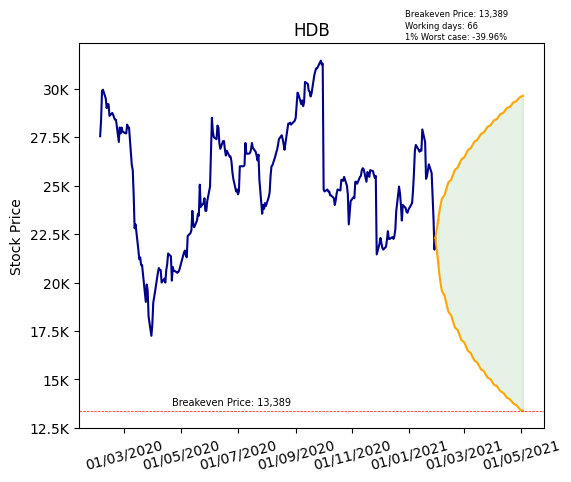 Breakeven Price: 13,389
Working days: 66
1% Worst case: -39.96%
HDB
Stock Price
30K
27.5K
25K
22.5K
20K
17.5K
15K
12.5K
Breakeven Price: 13,389
01/03/2020
01/05/2020
01/07/2020
01/09/2020
01/11/2020
01/01/2021
01/03/2021
01/05/2021